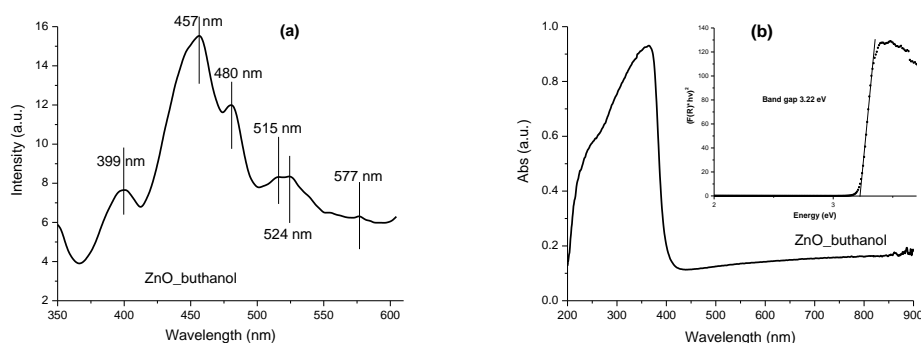 (a)
457 nm
480 nm
515 nm
399 nm
577 nm
524 nm
ZnO_buthanol
16
14
12
10
8
6
4
2
Intensity (a.u.)
350
400
450
500
550
600
Wavelength (nm)
(b)
1.0
0.8
0.6
0.4
0.2
0.0
Abs (a.u.)
200
300
400
500
600
700
800
900
Wavelength (nm)
ZnO_buthanol
140
120
100
80
60
40
20
0
(F(R)*hν)²
Band gap 3.22 eV
2
3
Energy (eV)